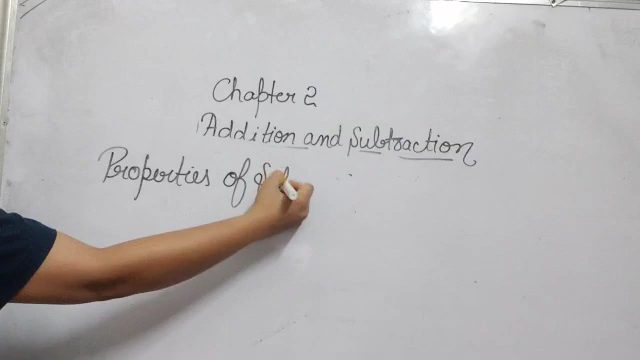 Chapter 2
Addition and Subtraction
Properties of